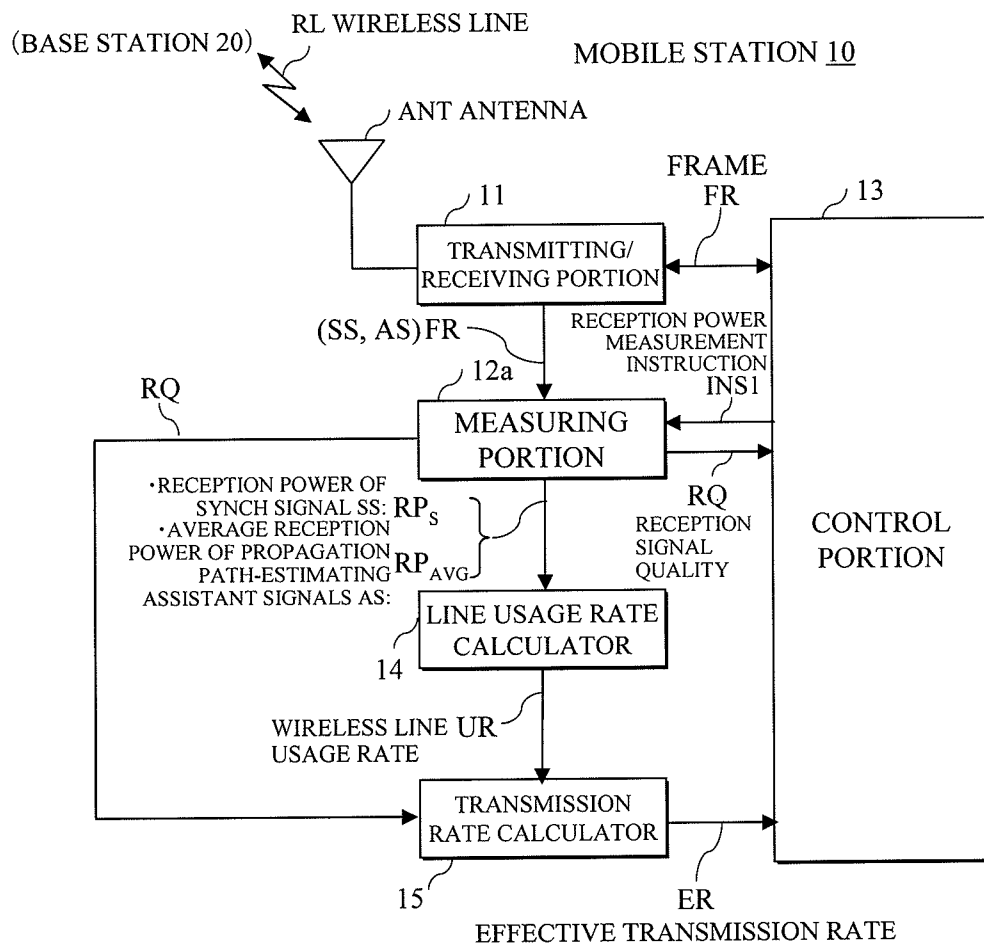 RL WIRELESS LINE
(BASE STATION 20)
MOBILE STATION 10
ANT ANTENNA
FRAME
FR
11
13
TRANSMITTING/
RECEIVING PORTION
(SS, AS) FR
RECEPTION POWER
MEASUREMENT
INSTRUCTION
INS1
12a
RQ
MEASURING
PORTION
RQ
RECEPTION
SIGNAL
QUALITY
CONTROL
PORTION
・RECEPTION POWER OF
SYNCH SIGNAL SS: RPS
・AVERAGE RECEPTION
POWER OF PROPAGATION
PATH-ESTIMATING RPAVG
ASSISTANT SIGNALS AS:
LINE USAGE RATE
CALCULATOR
14
WIRELESS LINE UR
USAGE RATE
TRANSMISSION
RATE CALCULATOR
15
ER
EFFECTIVE TRANSMISSION RATE